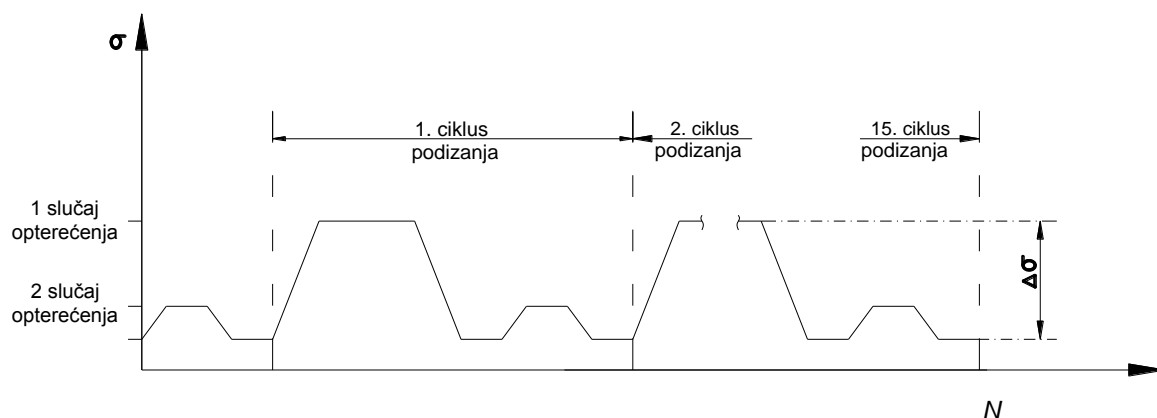 σ
1. ciklus
podizanja
2. ciklus
podizanja
15. ciklus
podizanja
1 slučaj
opterećenja
Δσ
2 slučaj
opterećenja
N